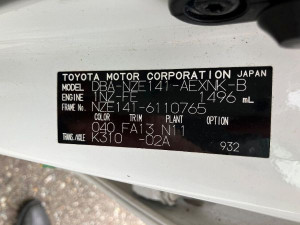 TOYOTA MOTOR CORPORATION JAPAN
MODEL DBA-NZE141-AEXNK-B
ENGINE 1NZ-FE 1496 mL
FRAME No. NZE141-6110765
COLOR TRIM PLANT OPTION
040 FA13 N11
TRANS./AXLE K310 -02A
932